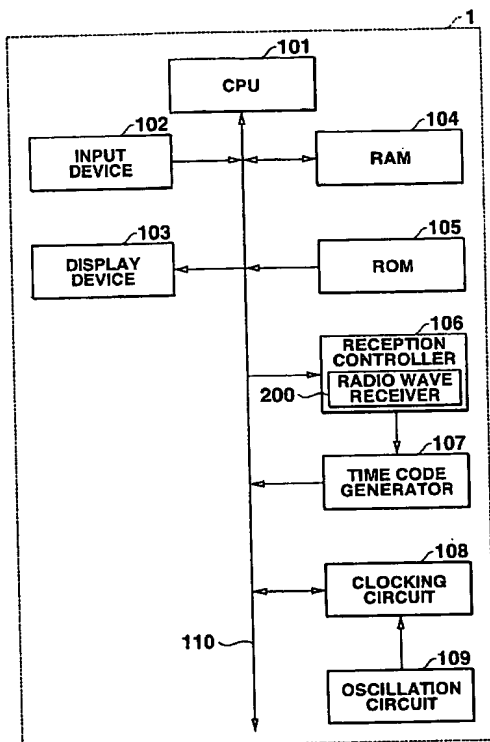 1
101
CPU
102
INPUT
DEVICE
104
RAM
103
DISPLAY
DEVICE
105
ROM
106
RECEPTION
CONTROLLER
RADIO WAVE
RECEIVER
200
107
TIME CODE
GENERATOR
108
CLOCKING
CIRCUIT
110
109
OSCILLATION
CIRCUIT